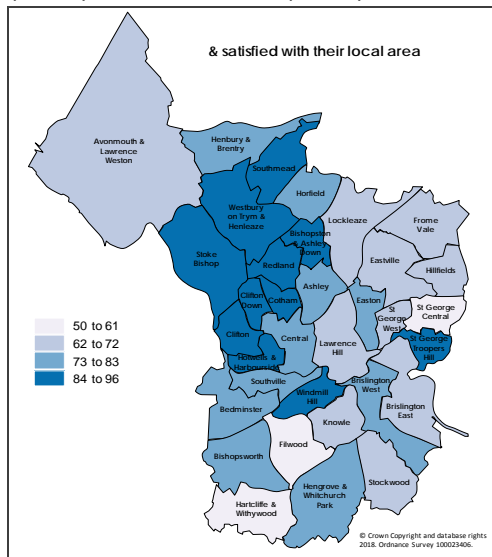 & satisfied with their local area
Avonmouth &
Lawrence
Weston
Henbury &
Brentry
Southmead
Horfield
Lockleaze
Westbury
on Trym &
Henleaze
Bishopston
& Ashley
Down
Frome
Vale
Stoke
Bishop
Redland
Eastville
Hillfields
Clifton
Down
Cotham
Ashley
Easton
St
George
West
St George
Central
Clifton
Central
Lawrence
Hill
St George
Troopers
Hill
Hotwells &
Harbourside
Southville
Windmill
Hill
Brislington
West
Bedminster
Knowle
Brislington
East
Filwood
Bishopsworth
Hengrove &
Whitchurch
Park
Stockwood
Hartcliffe &
Withywood
50 to 61
62 to 72
73 to 83
84 to 96
© Crown Copyright and database rights
2018. Ordnance Survey 100023406.